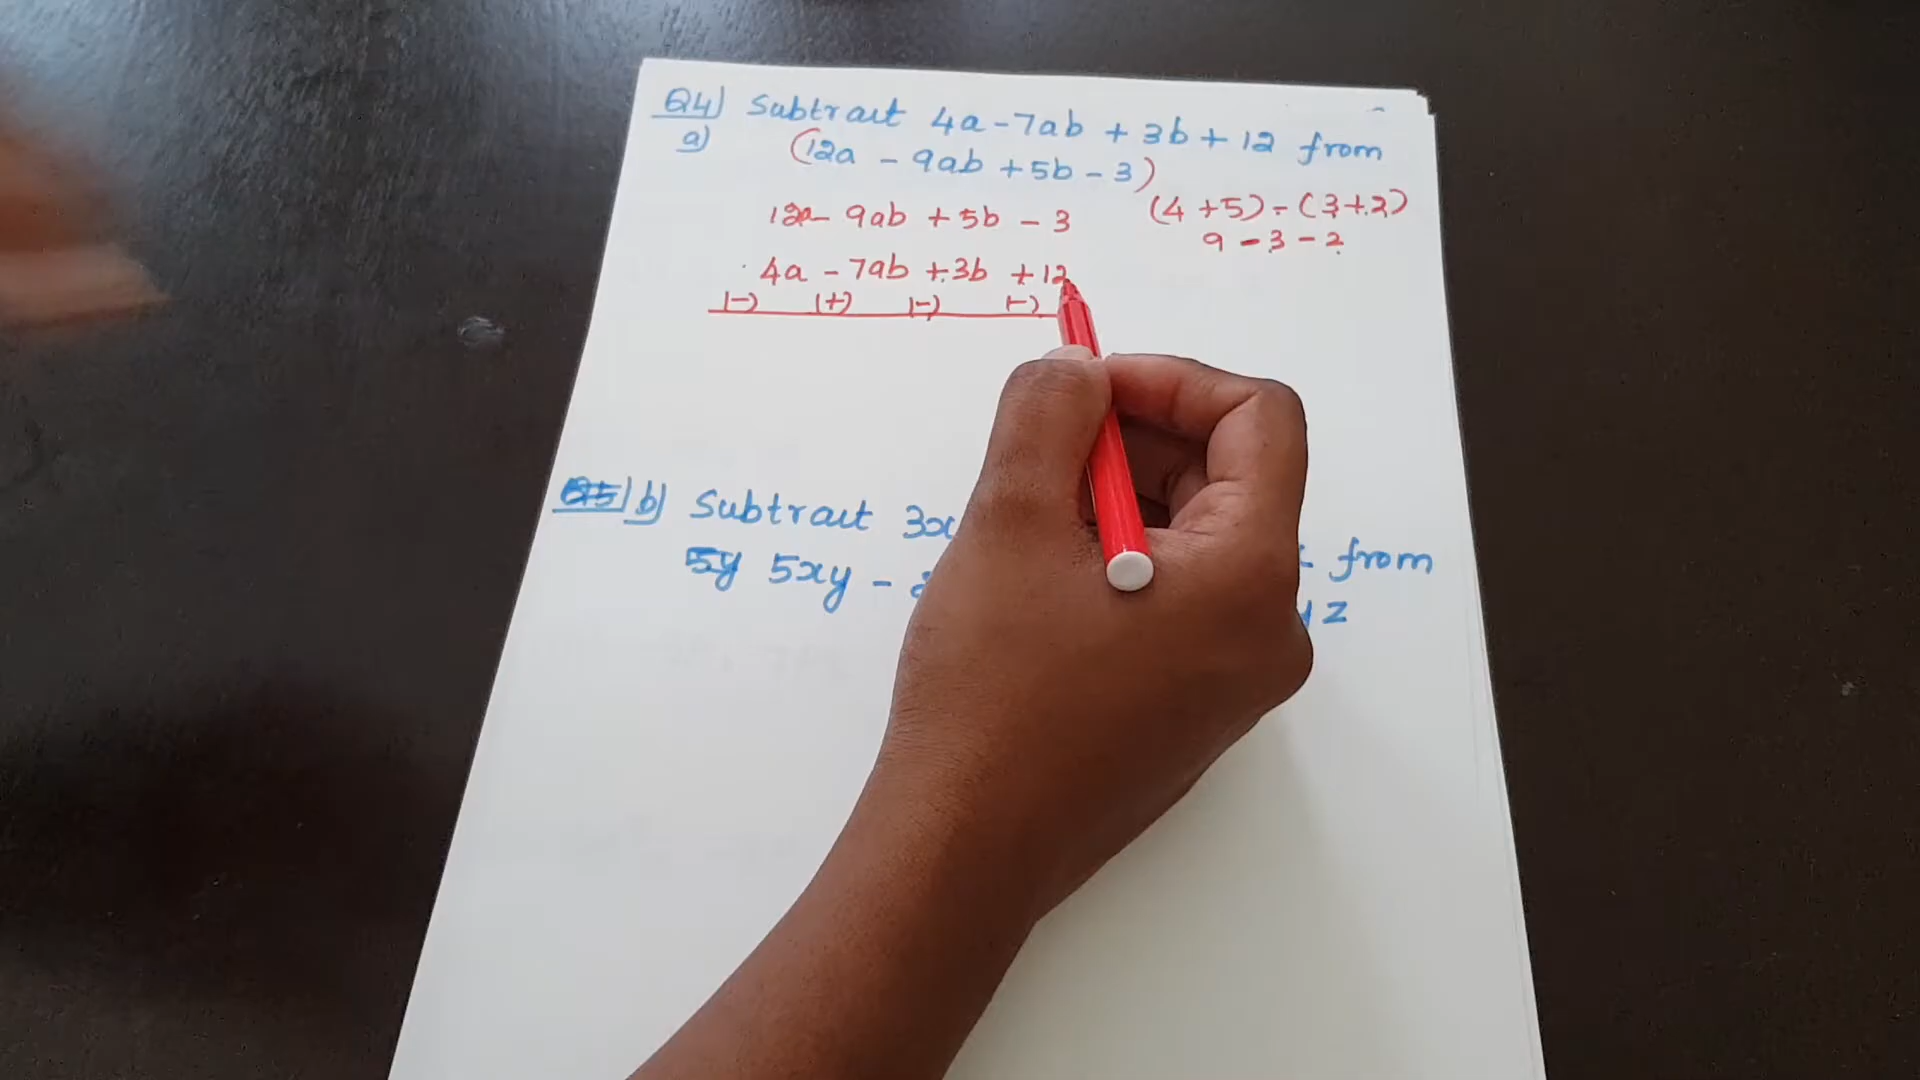 Q4) Subtract 4a - 7ab + 3b + 12 from
a) (12a - 9ab + 5b - 3)
12a - 9ab + 5b - 3
4a - 7ab + 3b + 12
(-) (+) (-) (-)
(4 + 5) - (3 + 2)
9 - 3 - 2
b) Subtract 3x from
5y 5xy - yz